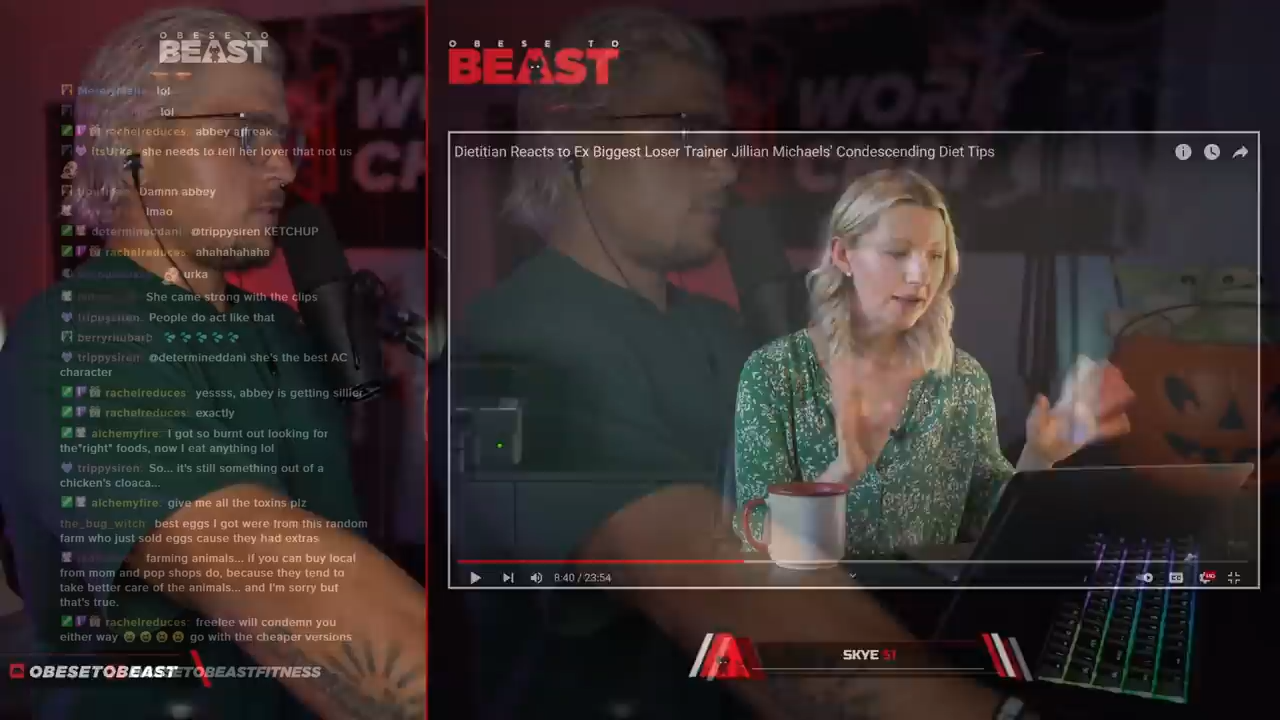 OBESE TO
BEAST
lol
lol
rachelreduces: abbey a freak
ItsUrka: she needs to tell her lover that not us
Damnn abbey
lmao
determineddani: @trippysiren KETCHUP
rachelreduces: ahahahahaha
urka
She came strong with the clips
trippysiren: People do act like that
berryrhubarb
trippysiren: @determineddani she's the best AC
character
rachelreduces: yessss, abbey is getting sillier
rachelreduces: exactly
alchemyfire: I got so burnt out looking for
the*right* foods, now I eat anything lol
trippysiren: So... it's still something out of a
chicken's cloaca...
alchemyfire: give me all the toxins plz
the_bug_witch: best eggs I got were from this random
farm who just sold eggs cause they had extras
farming animals... if you can buy local
from mom and pop shops do, because they tend to
take better care of the animals... and I'm sorry but
that's true.
rachelreduces: freelee will condemn you
either way go with the cheaper versions
OBESETOBEAST
ETOBEASTFITNESS
OBESE TO
BEAST
WORK
Dietitian Reacts to Ex Biggest Loser Trainer Jillian Michaels' Condescending Diet Tips
8:40 / 23:54
CC
SKYE 51